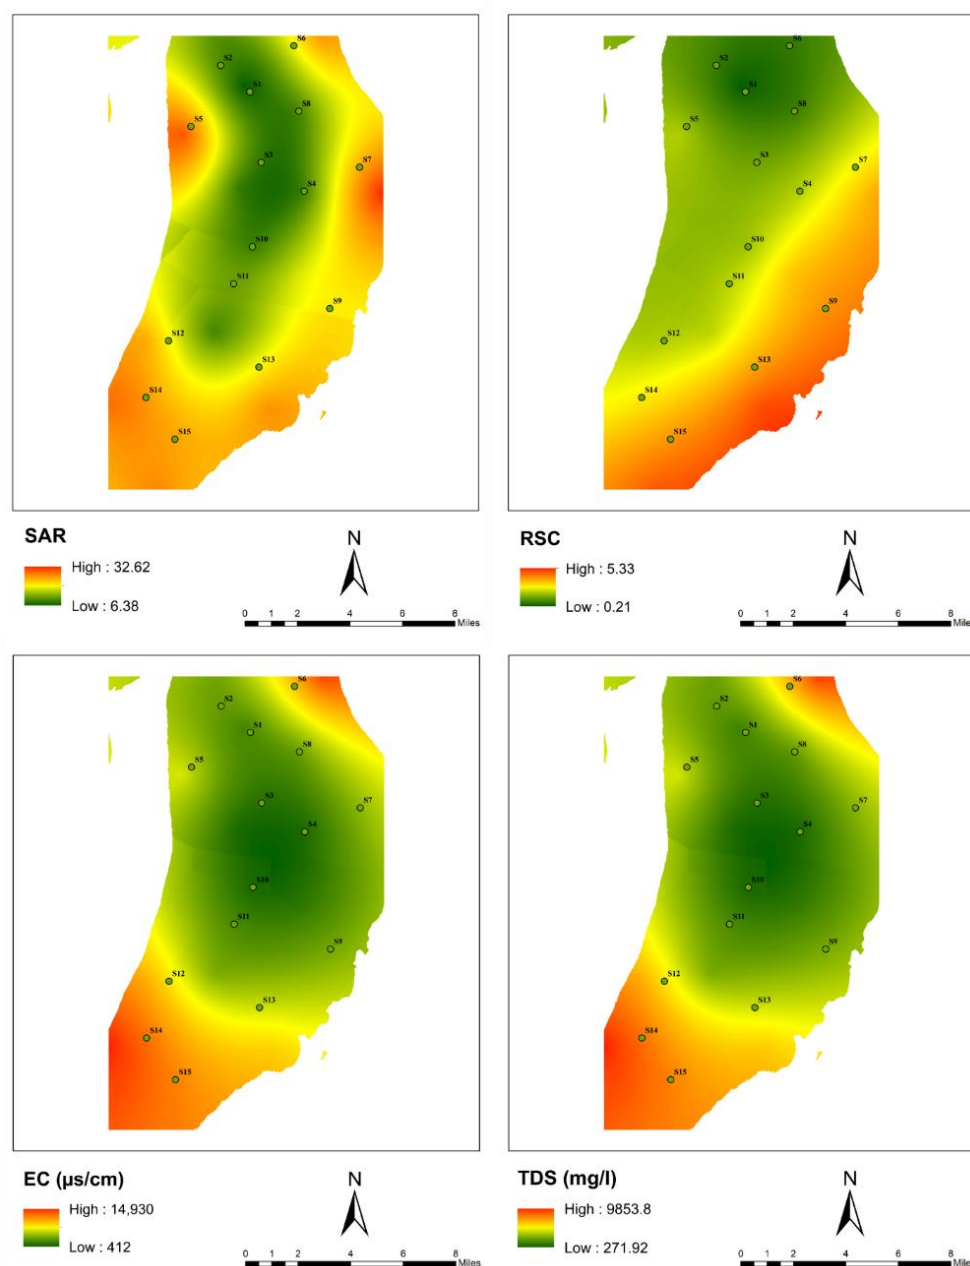 S6
S2
S1
S8
S5
S3
S7
S4
S10
S11
S9
S12
S13
S14
S15
SAR
High : 32.62
Low : 6.38
N
0 1 2 4 6 8
Miles
S6
S2
S1
S8
S5
S3
S7
S4
S10
S11
S9
S12
S13
S14
S15
RSC
High : 5.33
Low : 0.21
N
0 1 2 4 6 8
Miles
S6
S2
S1
S8
S5
S3
S7
S4
S10
S11
S9
S12
S13
S14
S15
EC (µs/cm)
High : 14,930
Low : 412
N
0 1 2 4 6 8
Miles
S6
S2
S1
S8
S5
S3
S7
S4
S10
S11
S9
S12
S13
S14
S15
TDS (mg/l)
High : 9853.8
Low : 271.92
N
0 1 2 4 6 8
Miles